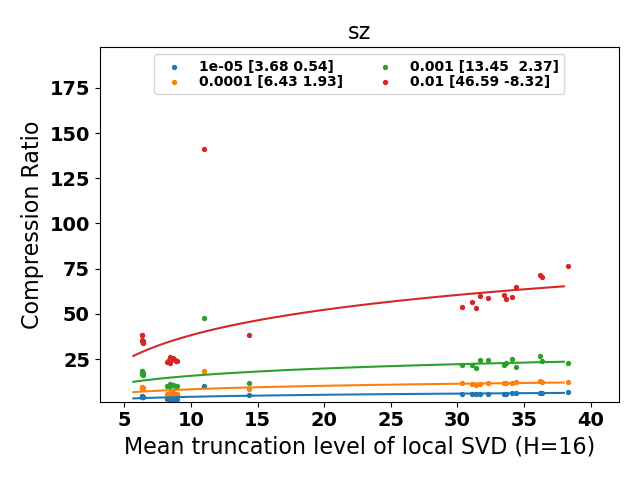 sz
1e-05 [3.68 0.54]
0.0001 [6.43 1.93]
0.001 [13.45  2.37]
0.01 [46.59 -8.32]
Compression Ratio
175
150
125
100
75
50
25
5 10 15 20 25 30 35 40
Mean truncation level of local SVD (H=16)